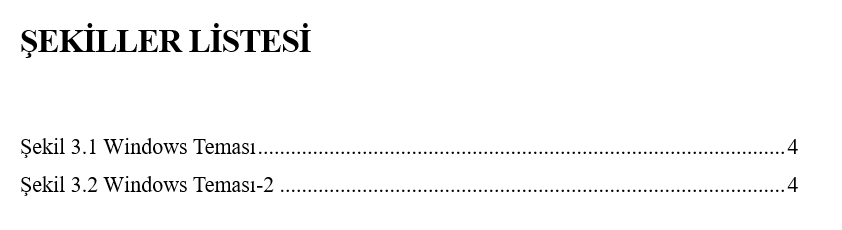 ŞEKİLLER LİSTESİ
Şekil 3.1 Windows Teması................................................................................................4
Şekil 3.2 Windows Teması-2 ............................................................................................4